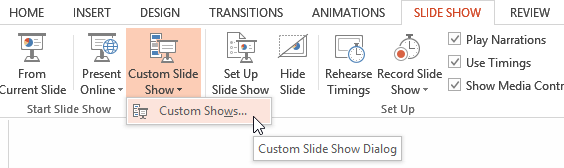 HOME INSERT DESIGN TRANSITIONS ANIMATIONS SLIDE SHOW REVIEW
From
Current Slide
Present
Online
Custom Slide
Show
Set Up
Slide Show
Hide
Slide
Rehearse
Timings
Record Slide
Show
Play Narrations
Use Timings
Show Media Contr
Start Slide Show
Set Up
Custom Shows...
Custom Slide Show Dialog